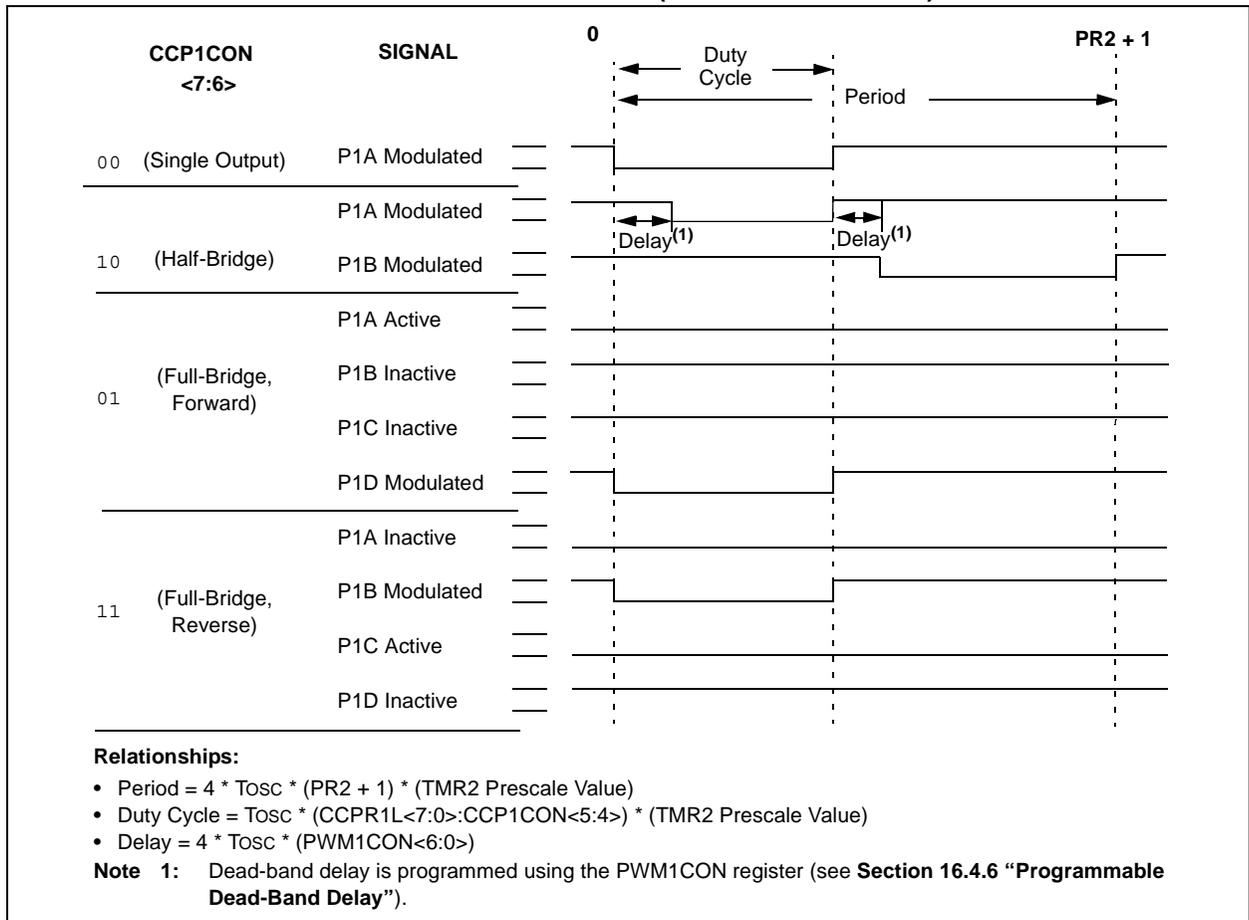 0
PR2 + 1
CCP1CON
<7:6>
SIGNAL
Duty
Cycle
Period
00 (Single Output) P1A Modulated
P1A Modulated
Delay(1)
Delay(1)
10 (Half-Bridge) P1B Modulated
P1A Active
P1B Inactive
01 (Full-Bridge,
Forward)
P1C Inactive
P1D Modulated
P1A Inactive
P1B Modulated
11 (Full-Bridge,
Reverse)
P1C Active
P1D Inactive
Relationships:
• Period = 4 * TOSC * (PR2 + 1) * (TMR2 Prescale Value)
• Duty Cycle = TOSC * (CCPR1L<7:0>:CCP1CON<5:4>) * (TMR2 Prescale Value)
• Delay = 4 * TOSC * (PWM1CON<6:0>)
Note 1: Dead-band delay is programmed using the PWM1CON register (see Section 16.4.6 “Programmable
Dead-Band Delay”).